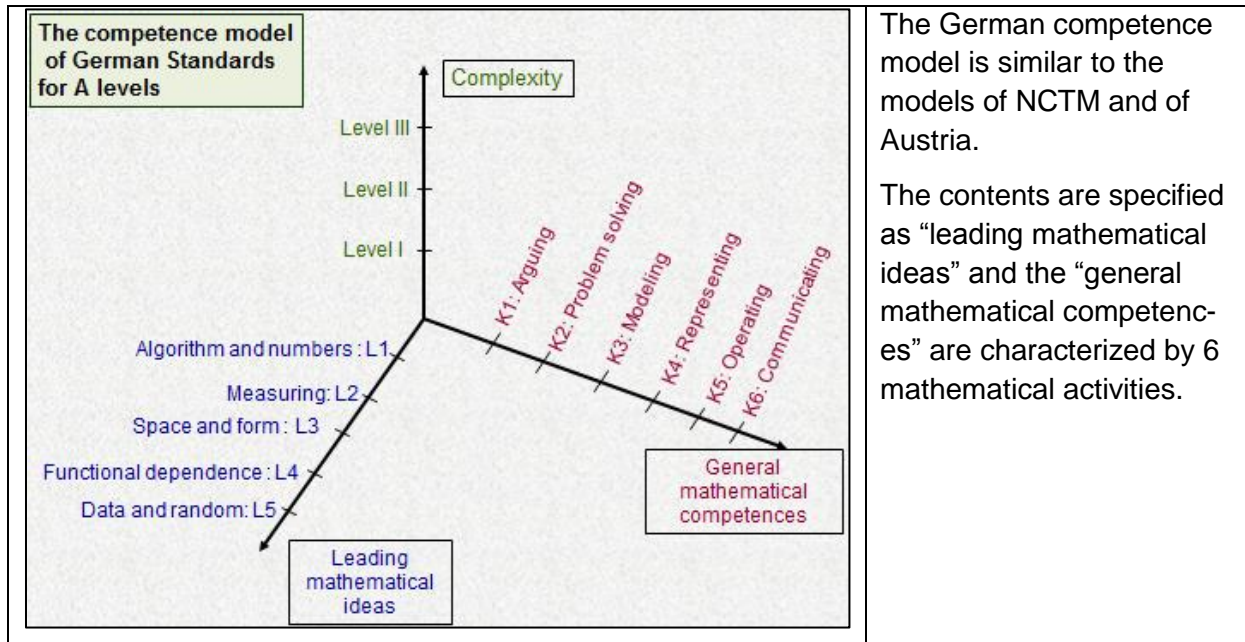 The competence model
of German Standards
for A levels
Complexity
Level III
Level II
Level I
K1: Arguing
K2: Problem solving
K3: Modeling
K4: Representing
K5: Operating
K6: Communicating
Algorithm and numbers : L1
Measuring: L2
Space and form : L3
Functional dependence : L4
Data and random: L5
General
mathematical
competences
Leading
mathematical
ideas
The German competence
model is similar to the
models of NCTM and of
Austria.
The contents are specified
as “leading mathematical
ideas” and the “general
mathematical competenc-
es” are characterized by 6
mathematical activities.